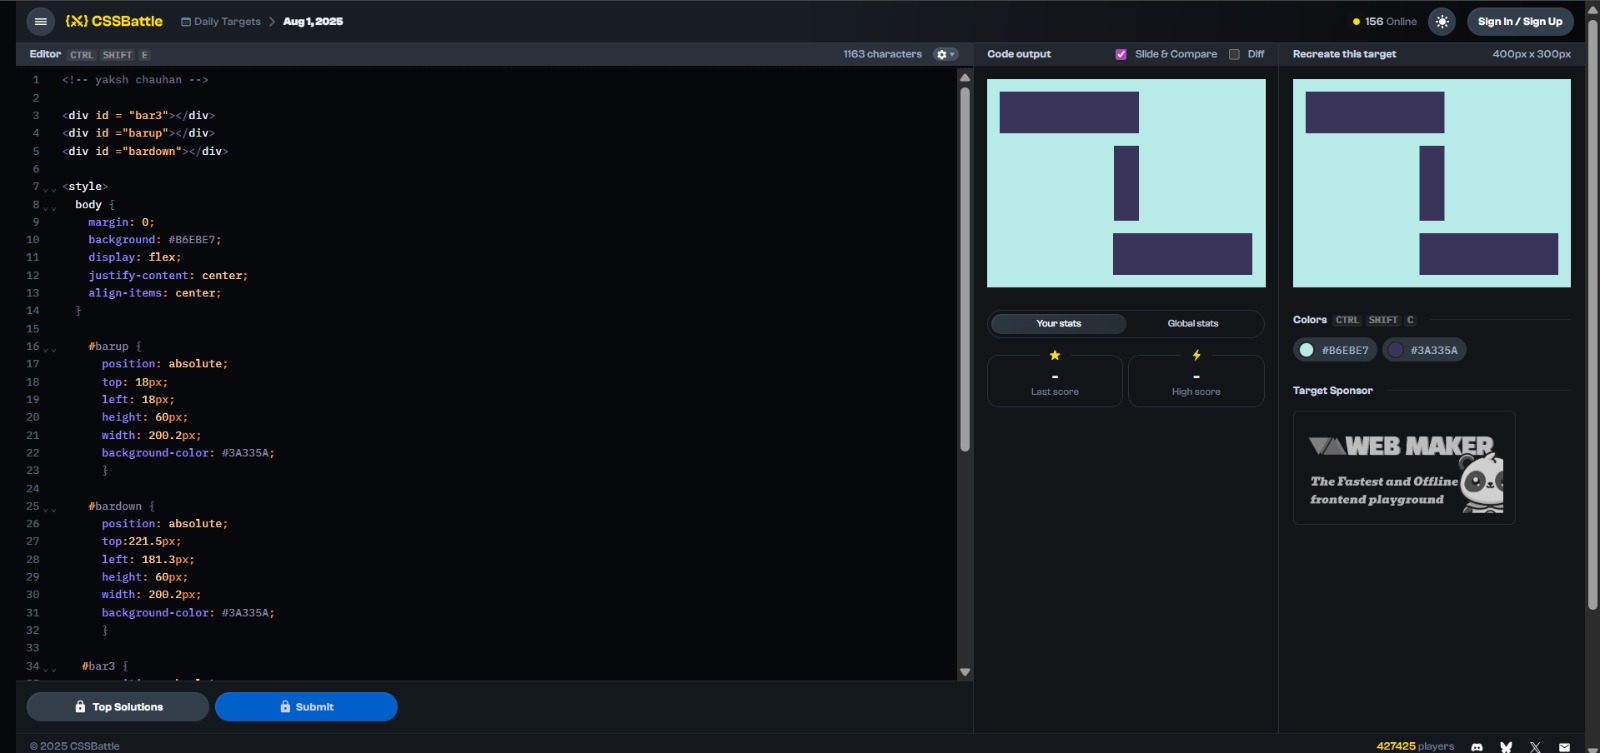 CSSBattle
Daily Targets
Aug 1, 2025
156 Online
Sign In / Sign Up
Editor CTRL SHIFT E
1163 characters
1 <!-- yaksh chauhan -->
2
3 <div id = "bar3"></div>
4 <div id ="barup"></div>
5 <div id ="bardown"></div>
6
7 <style>
8 body {
9 margin: 0;
10 background: #B6EBE7;
11 display: flex;
12 justify-content: center;
13 align-items: center;
14 }
15
16 #barup {
17 position: absolute;
18 top: 18px;
19 left: 18px;
20 height: 60px;
21 width: 200.2px;
22 background-color: #3A335A;
23 }
24
25 #bardown {
26 position: absolute;
27 top:221.5px;
28 left: 181.3px;
29 height: 60px;
30 width: 200.2px;
31 background-color: #3A335A;
32 }
33
34 #bar3 {
Top Solutions
Submit
© 2025 CSSBattle
Code output
Slide & Compare
Diff
Your stats
Global stats
-
Last score
-
High score
Recreate this target
400px x 300px
Colors CTRL SHIFT C
#B6EBE7
#3A335A
Target Sponsor
WEB MAKER
The Fastest and Offline
frontend playground
427425 players